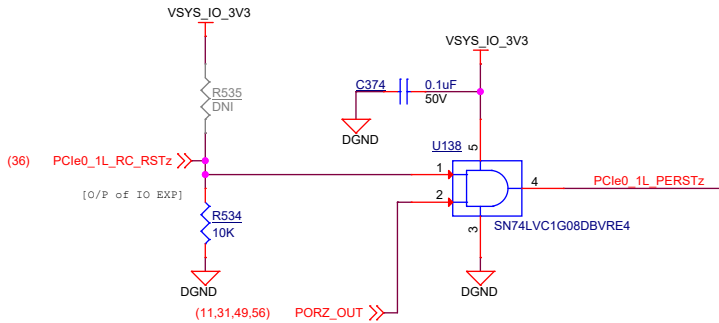 VSYS_IO_3V3
VSYS_IO_3V3
R535
DNI
C374
0.1uF
50V
DGND
U138
5
(36)
PCIe0_1L_RC_RSTz
1
4
PCIe0_1L_PERSTz
2
[O/P of IO EXP]
R534
10K
3
SN74LVC1G08DBVRE4
DGND
DGND
(11,31,49,56)
PORZ_OUT